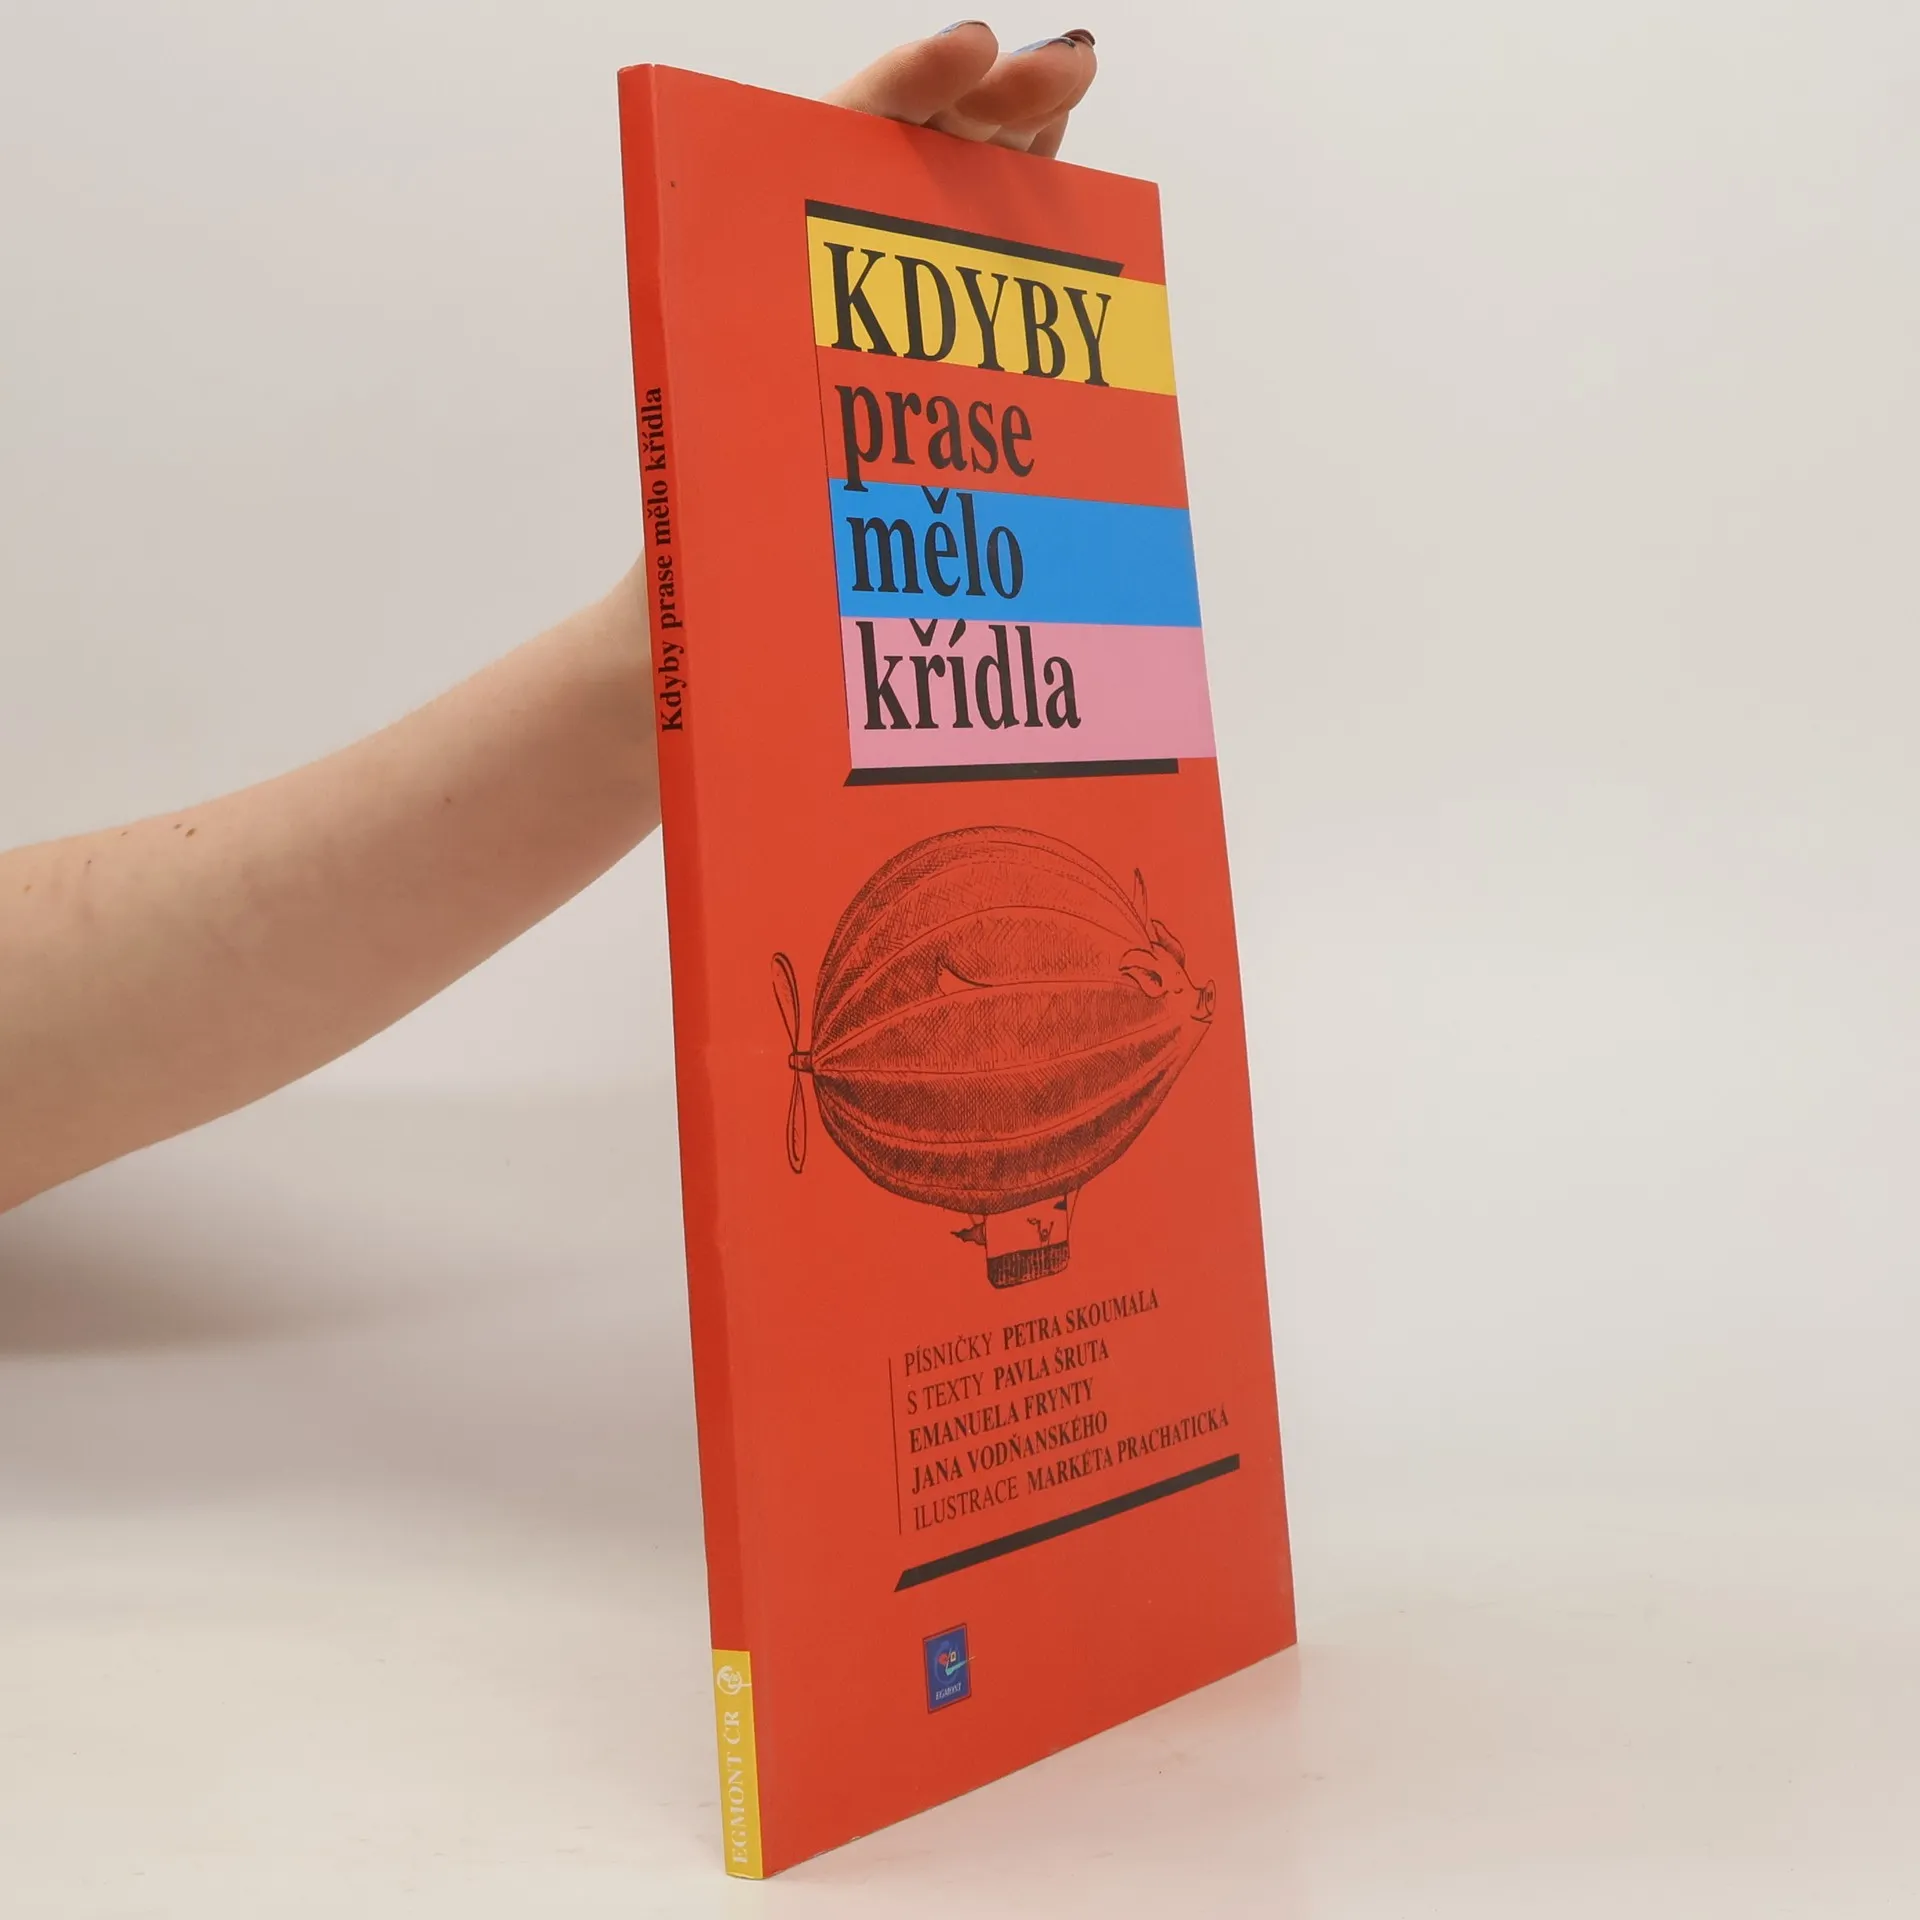 KDYBY
prase
mělo
křídla
PÍSNIČKY PETRA SKOUMALA
S TEXTY PAVLA ŠRUTA
EMANUELA FRYNTY
JANA VODŇANSKÉHO
ILUSTRACE MARKÉTA PRACHATICKÁ
EGMONT
Kdyby prase mělo křídla
EGMONT ČR